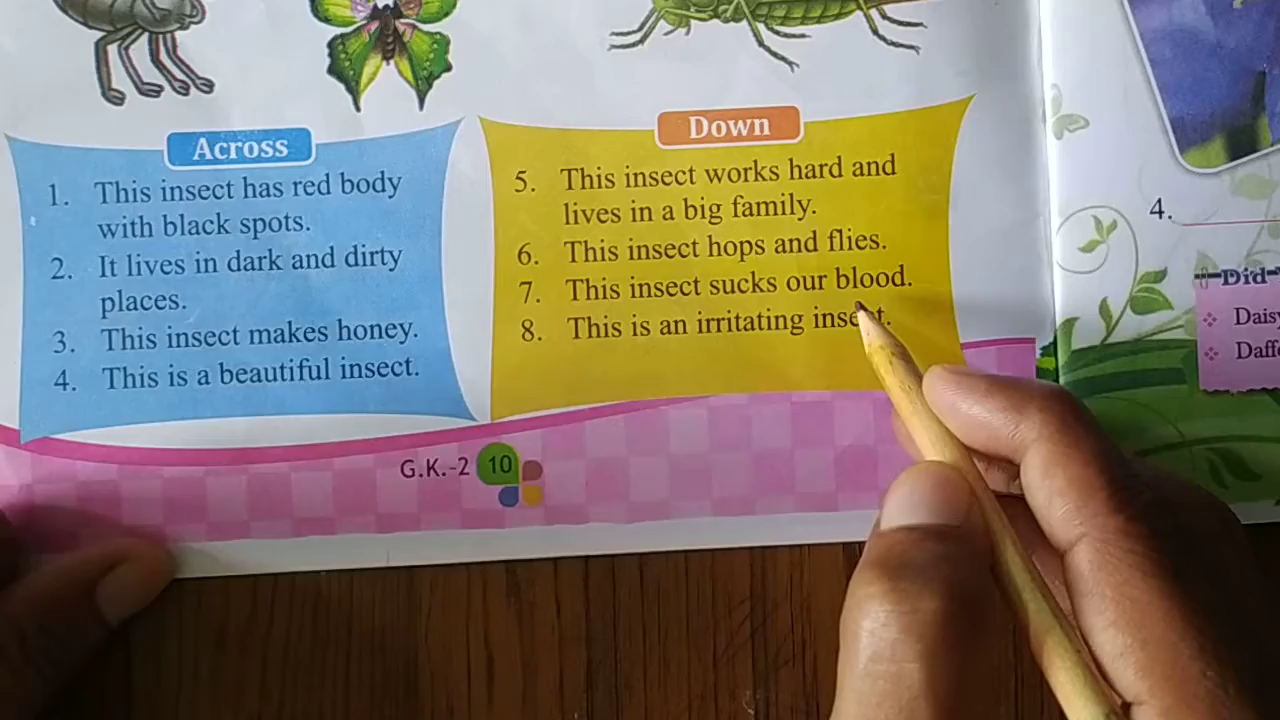 Across
1. This insect has red body
with black spots.
2. It lives in dark and dirty
places.
3. This insect makes honey.
4. This is a beautiful insect.
Down
5. This insect works hard and
lives in a big family.
6. This insect hops and flies.
7. This insect sucks our blood.
8. This is an irritating insect.
G.K.-2 10
4.
Did
Daisy
Daff